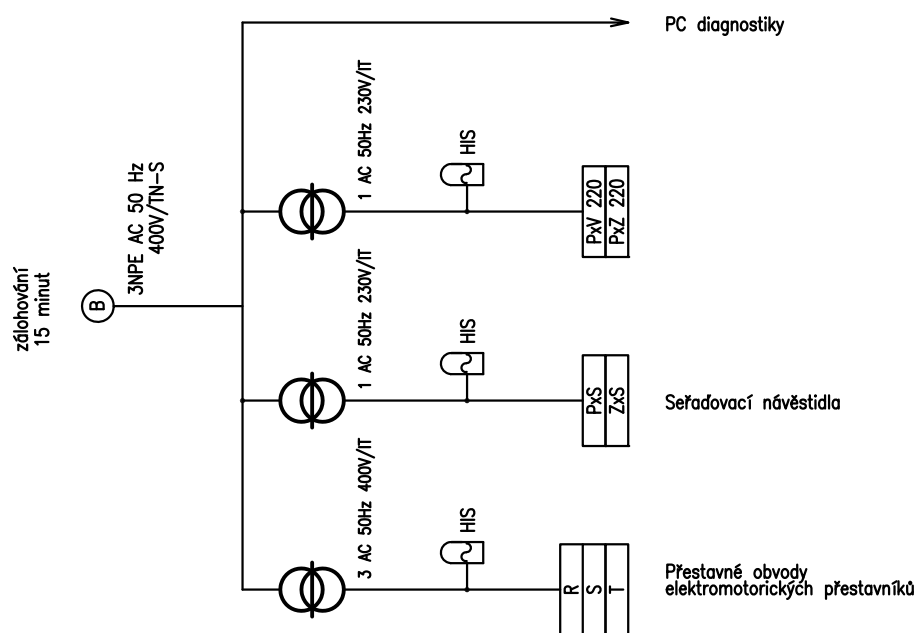 PC diagnostiky
zálohování
15 minut
B
3NPE AC 50 Hz
400V/TN-S
1 AC 50Hz 230V/IT
HIS
PxV 220
PxZ 220
1 AC 50Hz 230V/IT
HIS
PxS
ZxS
Seřaďovací návěstidla
3 AC 50Hz 400V/IT
HIS
R
S
T
Přestavné obvody
elektromotorických přestavníků